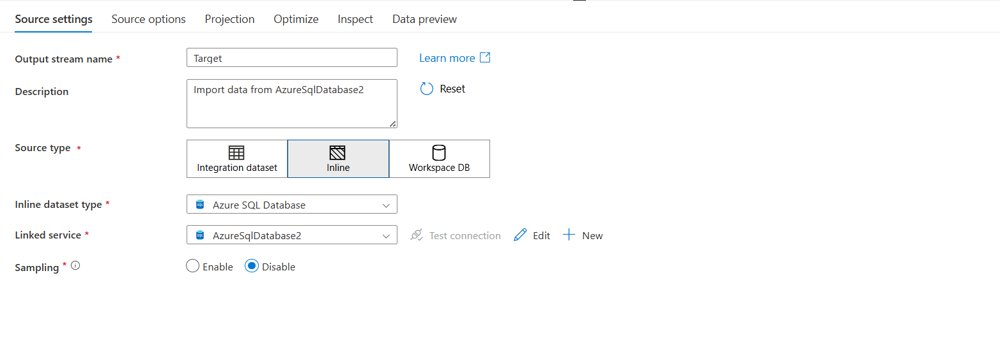 Source settings Source options Projection Optimize Inspect Data preview
Output stream name * Target Learn more
Description Import data from AzureSqlDatabase2 Reset
Source type * Integration dataset Inline Workspace DB
Inline dataset type * SQL Azure SQL Database
Linked service * SQL AzureSqlDatabase2 Test connection Edit New
Sampling * Enable Disable